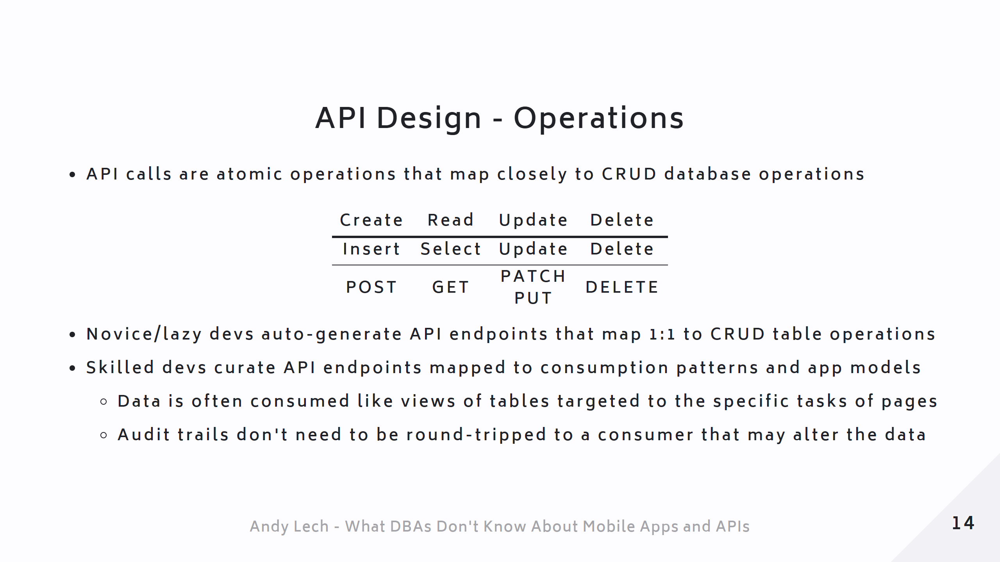 API Design - Operations
• API calls are atomic operations that map closely to CRUD database operations
Create Read Update Delete
Insert Select Update Delete
POST GET PATCH PUT DELETE
• Novice/lazy devs auto-generate API endpoints that map 1:1 to CRUD table operations
• Skilled devs curate API endpoints mapped to consumption patterns and app models
◦ Data is often consumed like views of tables targeted to the specific tasks of pages
◦ Audit trails don't need to be round-tripped to a consumer that may alter the data
Andy Lech - What DBAs Don't Know About Mobile Apps and APIs
14